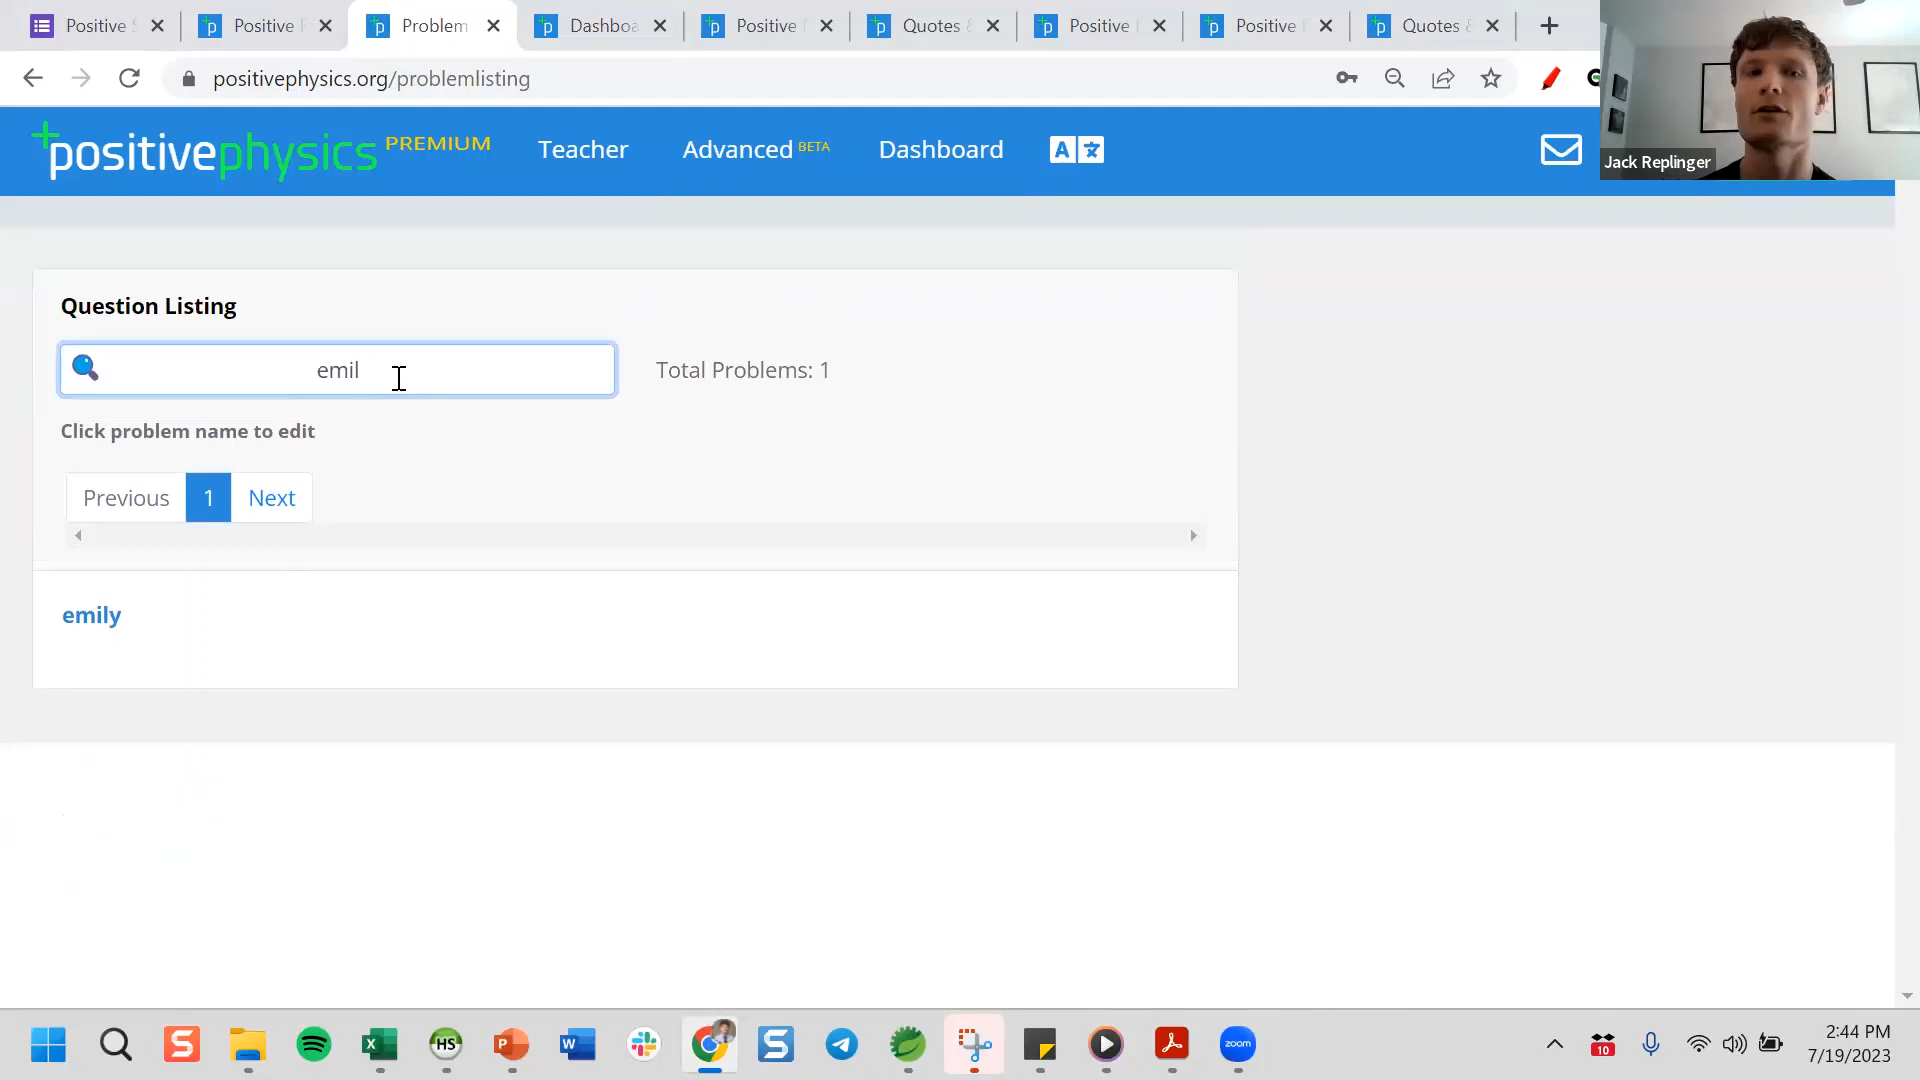 Positive S
Positive P
Problem
Dashboa
Positive
Quotes &
Positive
Positive
Quotes &
positivephysics.org/problemlisting
positivephysics PREMIUM
Teacher
Advanced BETA
Dashboard
Jack Replinger
Question Listing
emil
Total Problems: 1
Click problem name to edit
Previous 1 Next
emily
2:44 PM
7/19/2023
10
zoom